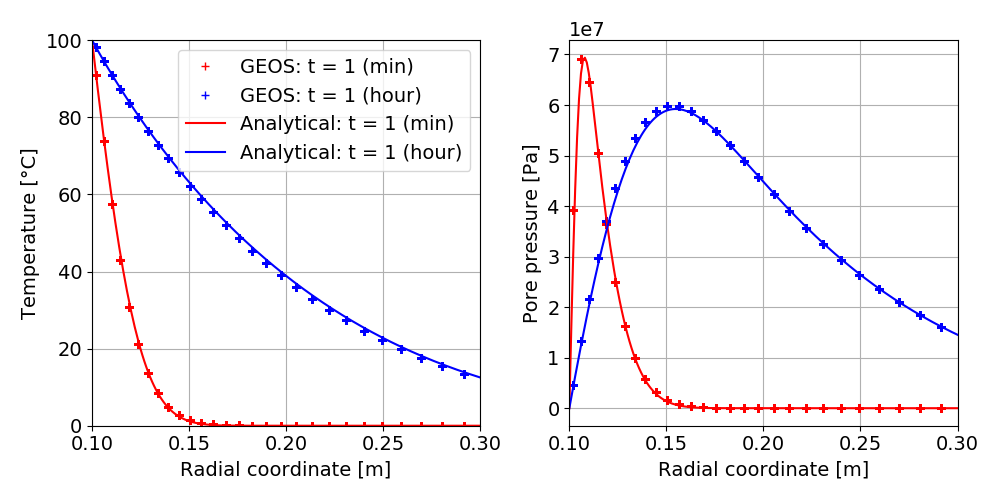 100
80
60
40
20
0
0.10
0.15
0.20
0.25
0.30
Temperature [°C]
Radial coordinate [m]
GEOS: t = 1 (min)
GEOS: t = 1 (hour)
Analytical: t = 1 (min)
Analytical: t = 1 (hour)
1e7
7
6
5
4
3
2
1
0
0.10
0.15
0.20
0.25
0.30
Pore pressure [Pa]
Radial coordinate [m]